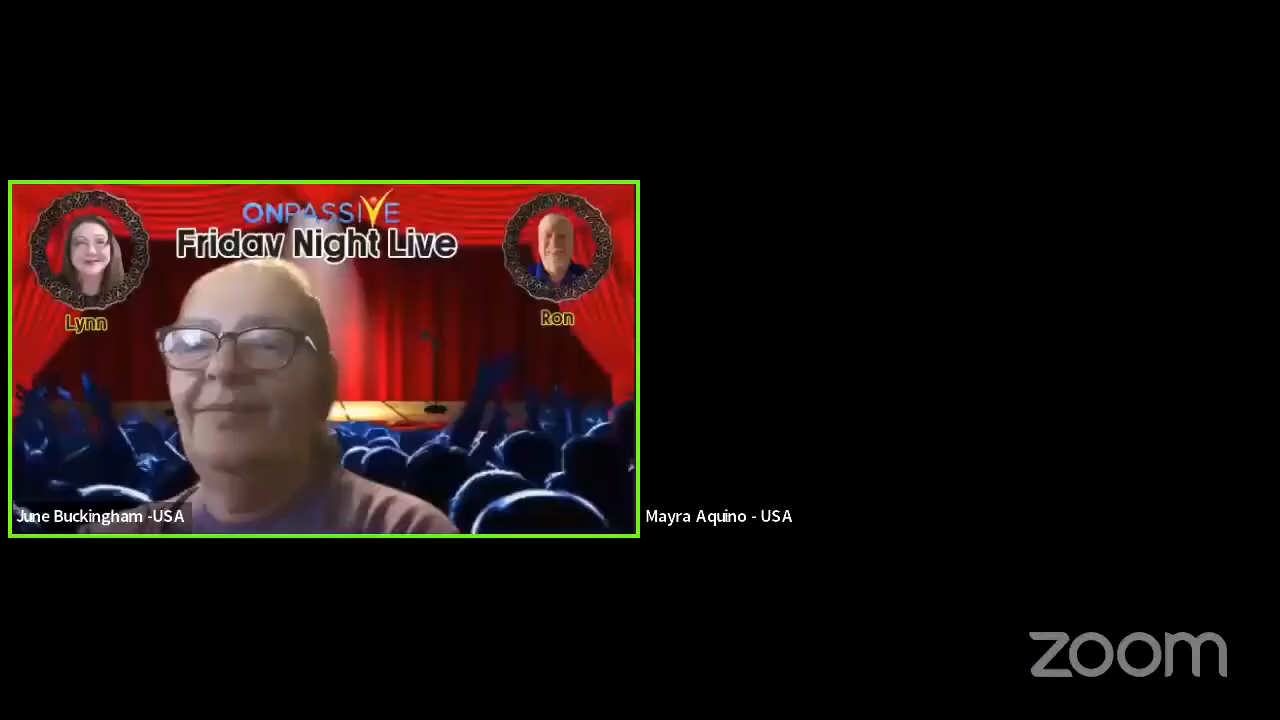 ONPASSIVE
Friday Night Live
Lynn
Ron
June Buckingham -USA
Mayra Aquino - USA
zoom